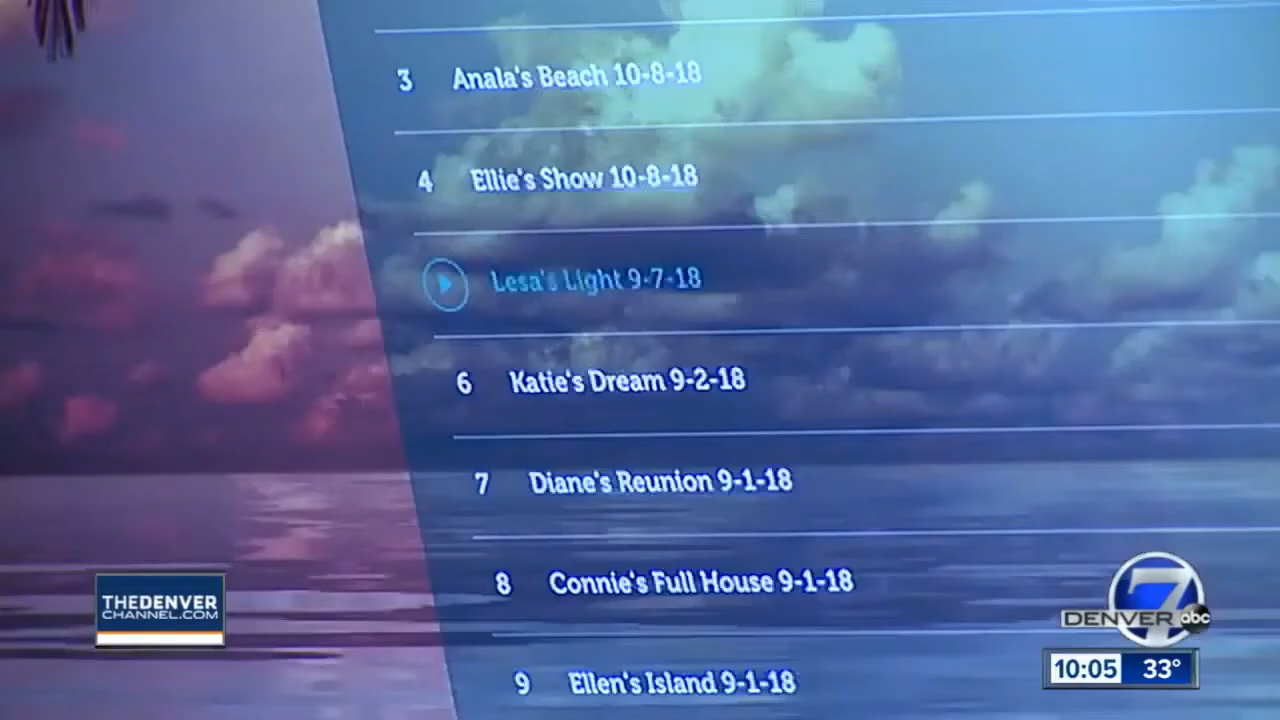 3 Anala's Beach 10-8-18
4 Ellie's Show 10-8-18
Lesa's Light 9-7-18
6 Katie's Dream 9-2-18
7 Diane's Reunion 9-1-18
8 Connie's Full House 9-1-18
9 Ellen's Island 9-1-18
THEDENVER
CHANNEL.COM
7
DENVER abc
10:05 33°